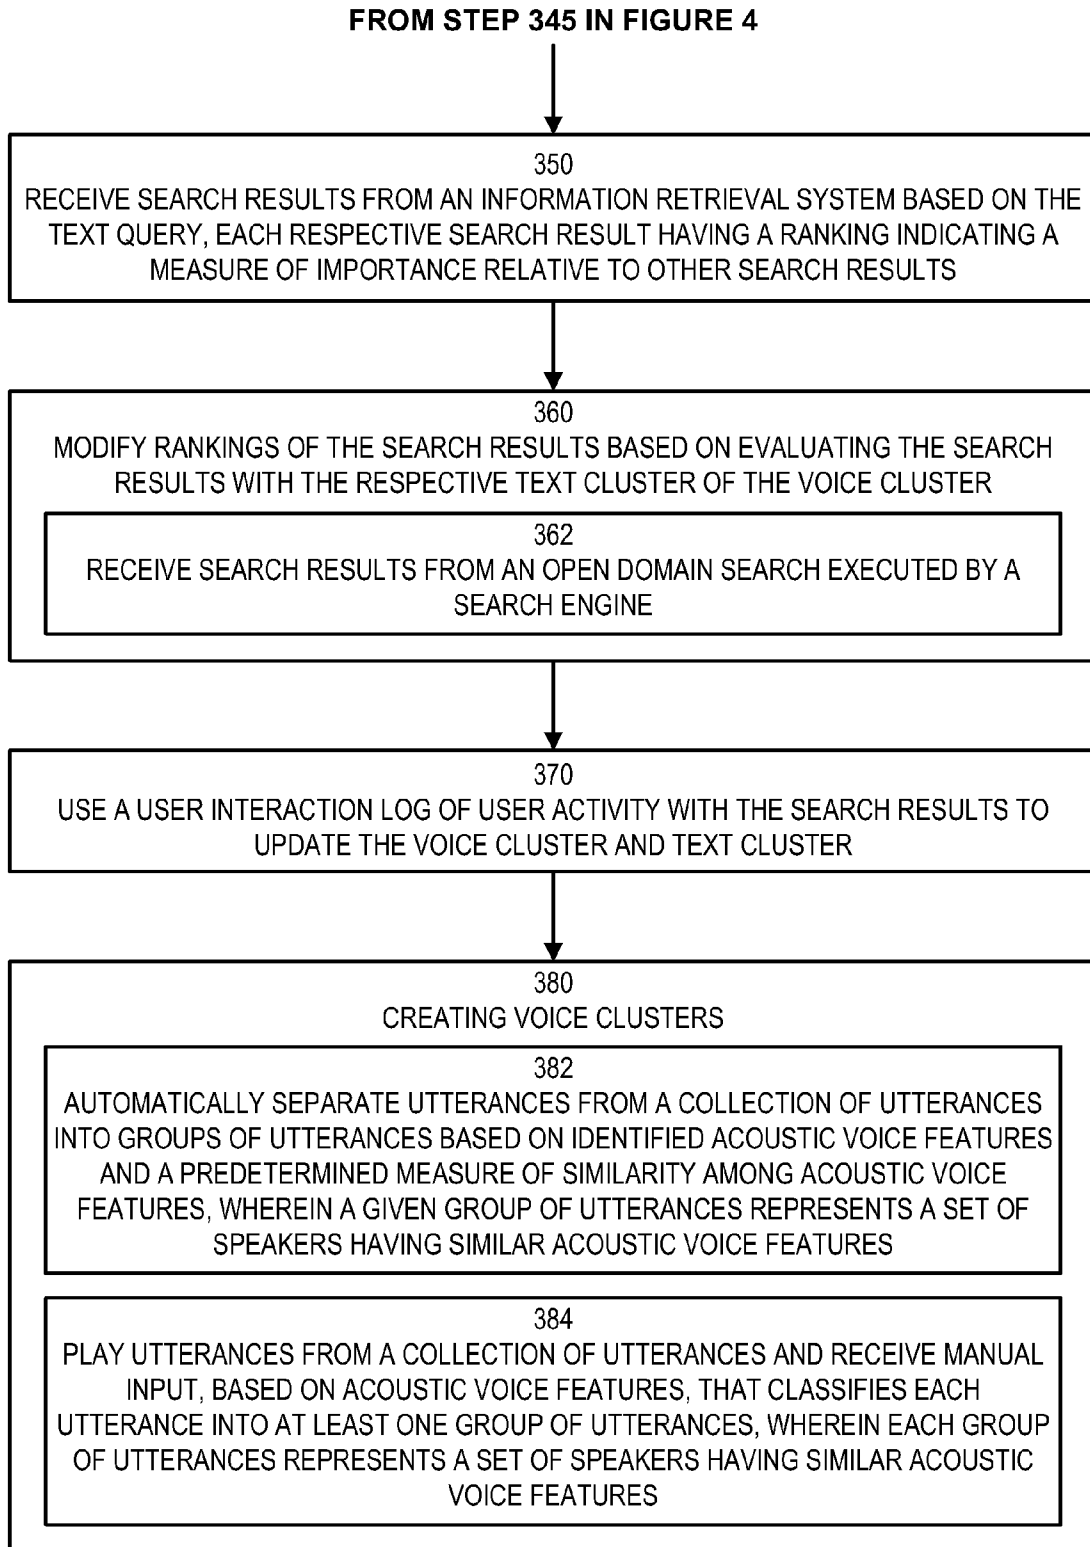 FROM STEP 345 IN FIGURE 4
350
RECEIVE SEARCH RESULTS FROM AN INFORMATION RETRIEVAL SYSTEM BASED ON THE
TEXT QUERY, EACH RESPECTIVE SEARCH RESULT HAVING A RANKING INDICATING A
MEASURE OF IMPORTANCE RELATIVE TO OTHER SEARCH RESULTS
360
MODIFY RANKINGS OF THE SEARCH RESULTS BASED ON EVALUATING THE SEARCH
RESULTS WITH THE RESPECTIVE TEXT CLUSTER OF THE VOICE CLUSTER
362
RECEIVE SEARCH RESULTS FROM AN OPEN DOMAIN SEARCH EXECUTED BY A
SEARCH ENGINE
370
USE A USER INTERACTION LOG OF USER ACTIVITY WITH THE SEARCH RESULTS TO
UPDATE THE VOICE CLUSTER AND TEXT CLUSTER
380
CREATING VOICE CLUSTERS
382
AUTOMATICALLY SEPARATE UTTERANCES FROM A COLLECTION OF UTTERANCES
INTO GROUPS OF UTTERANCES BASED ON IDENTIFIED ACOUSTIC VOICE FEATURES
AND A PREDETERMINED MEASURE OF SIMILARITY AMONG ACOUSTIC VOICE
FEATURES, WHEREIN A GIVEN GROUP OF UTTERANCES REPRESENTS A SET OF
SPEAKERS HAVING SIMILAR ACOUSTIC VOICE FEATURES
384
PLAY UTTERANCES FROM A COLLECTION OF UTTERANCES AND RECEIVE MANUAL
INPUT, BASED ON ACOUSTIC VOICE FEATURES, THAT CLASSIFIES EACH
UTTERANCE INTO AT LEAST ONE GROUP OF UTTERANCES, WHEREIN EACH GROUP
OF UTTERANCES REPRESENTS A SET OF SPEAKERS HAVING SIMILAR ACOUSTIC
VOICE FEATURES